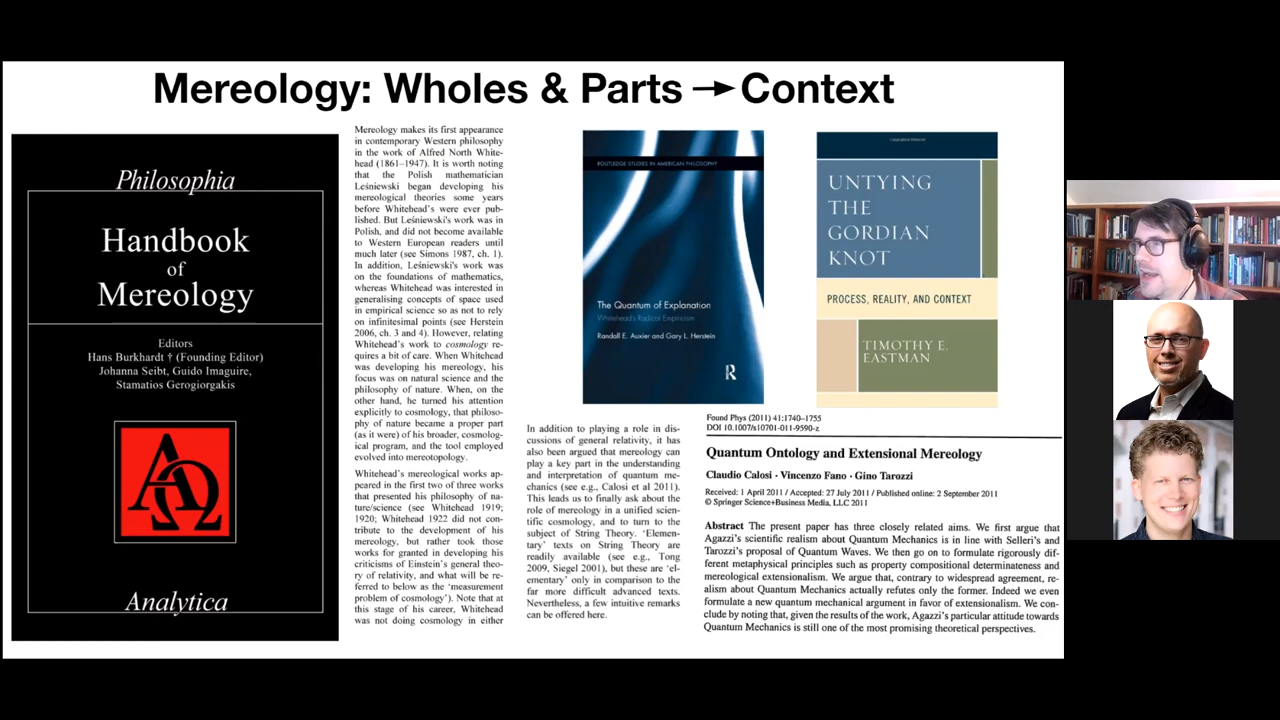 Mereology: Wholes & Parts → Context
Philosophia
Handbook
of
Mereology
Editors
Hans Burkhardt † (Founding Editor)
Johanna Seibt, Guido Imaguire,
Stamatios Gerogiorgakis
Analytica
Mereology makes its first appearance
in contemporary Western philosophy
in the work of Alfred North White-
head (1861–1947). It is worth noting
that the Polish mathematician
Leśniewski began developing his
mereological theories some years
before Whitehead's were ever pub-
lished. But Leśniewski's work was in
Polish, and did not become available
to Western European readers until
much later (see Simons 1987, ch. 1).
In addition, Leśniewski's work was
on the foundations of mathematics,
whereas Whitehead was interested in
generalising concepts of space used
in empirical science so as not to rely
on infinitesimal points (see Herstein
2006, ch. 3 and 4). However, relating
Whitehead's work to cosmology re-
quires a bit of care. When Whitehead
was developing his mereology, his
focus was on natural science and the
philosophy of nature. When, on the
other hand, he turned his attention
explicitly to cosmology, that philoso-
phy of nature became a proper part
(as it were) of his broader, cosmolog-
ical program, and the tool employed
evolved into mereotopology.
Whitehead's mereological works ap-
peared in the first two of three works
that presented his philosophy of na-
ture/science (see Whitehead 1919;
1920; Whitehead 1922 did not con-
tribute to the development of his
mereology, but rather took those
works for granted in developing his
criticisms of Einstein's general theo-
ry of relativity, and what will be re-
ferred to below as the 'measurement
problem of cosmology'). Note that at
this stage of his career, Whitehead
was not doing cosmology in either
ROUTLEDGE STUDIES IN AMERICAN PHILOSOPHY
The Quantum of Explanation
Whitehead's Radical Empiricism
Randall E. Auxier and Gary L. Herstein
R
UNTYING
THE
GORDIAN
KNOT
PROCESS, REALITY, AND CONTEXT
TIMOTHY E.
EASTMAN
In addition to playing a role in dis-
cussions of general relativity, it has
also been argued that mereology can
play a key part in the understanding
and interpretation of quantum me-
chanics (see e.g., Calosi et al 2011).
This leads us to finally ask about the
role of mereology in a unified scien-
tific cosmology, and to turn to the
subject of String Theory. 'Elemen-
tary' texts on String Theory are
readily available (see e.g., Tong
2009, Siegel 2001), but these are 'el-
ementary' only in comparison to the
far more difficult advanced texts.
Nevertheless, a few intuitive remarks
can be offered here.
Found Phys (2011) 41:1740–1755
DOI 10.1007/s10701-011-9590-z
Quantum Ontology and Extensional Mereology
Claudio Calosi · Vincenzo Fano · Gino Tarozzi
Received: 1 April 2011 / Accepted: 27 July 2011 / Published online: 2 September 2011
© Springer Science+Business Media, LLC 2011
Abstract The present paper has three closely related aims. We first argue that
Agazzi's scientific realism about Quantum Mechanics is in line with Selleri's and
Tarozzi's proposal of Quantum Waves. We then go on to formulate rigorously dif-
ferent metaphysical principles such as property compositional determinateness and
mereological extensionalism. We argue that, contrary to widespread agreement, re-
alism about Quantum Mechanics actually refutes only the former. Indeed we even
formulate a new quantum mechanical argument in favor of extensionalism. We con-
clude by noting that, given the results of the work, Agazzi's particular attitude towards
Quantum Mechanics is still one of the most promising theoretical perspectives.